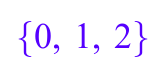 {0, 1, 2}